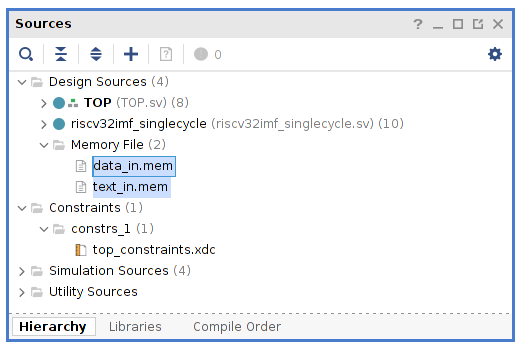 Sources
? 
0
Design Sources (4)
TOP (TOP.sv) (8)
riscv32imf_singlecycle (riscv32imf_singlecycle.sv) (10)
Memory File (2)
data_in.mem
text_in.mem
Constraints (1)
constrs_1 (1)
top_constraints.xdc
Simulation Sources (4)
Utility Sources
Hierarchy Libraries Compile Order